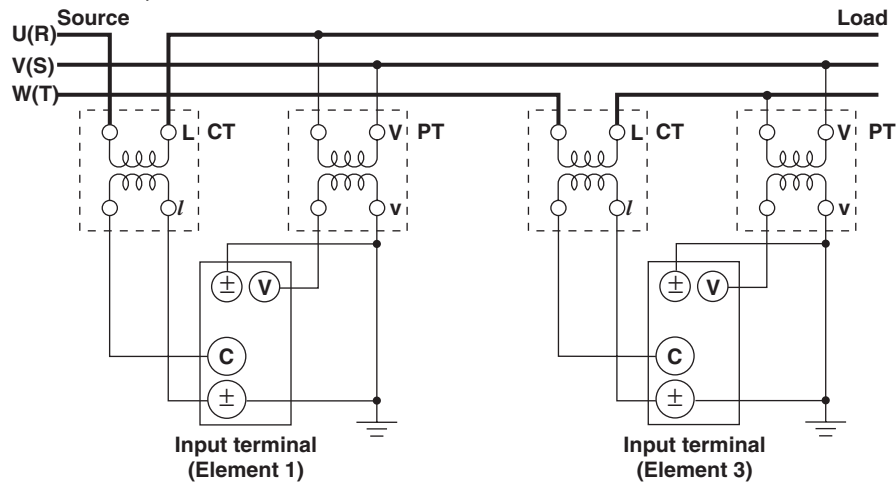 Source Load
U(R)
V(S)
W(T)
L CT V PT L CT V PT
l v l v
± V ± V
C C
± ±
Input terminal Input terminal
(Element 1) (Element 3)